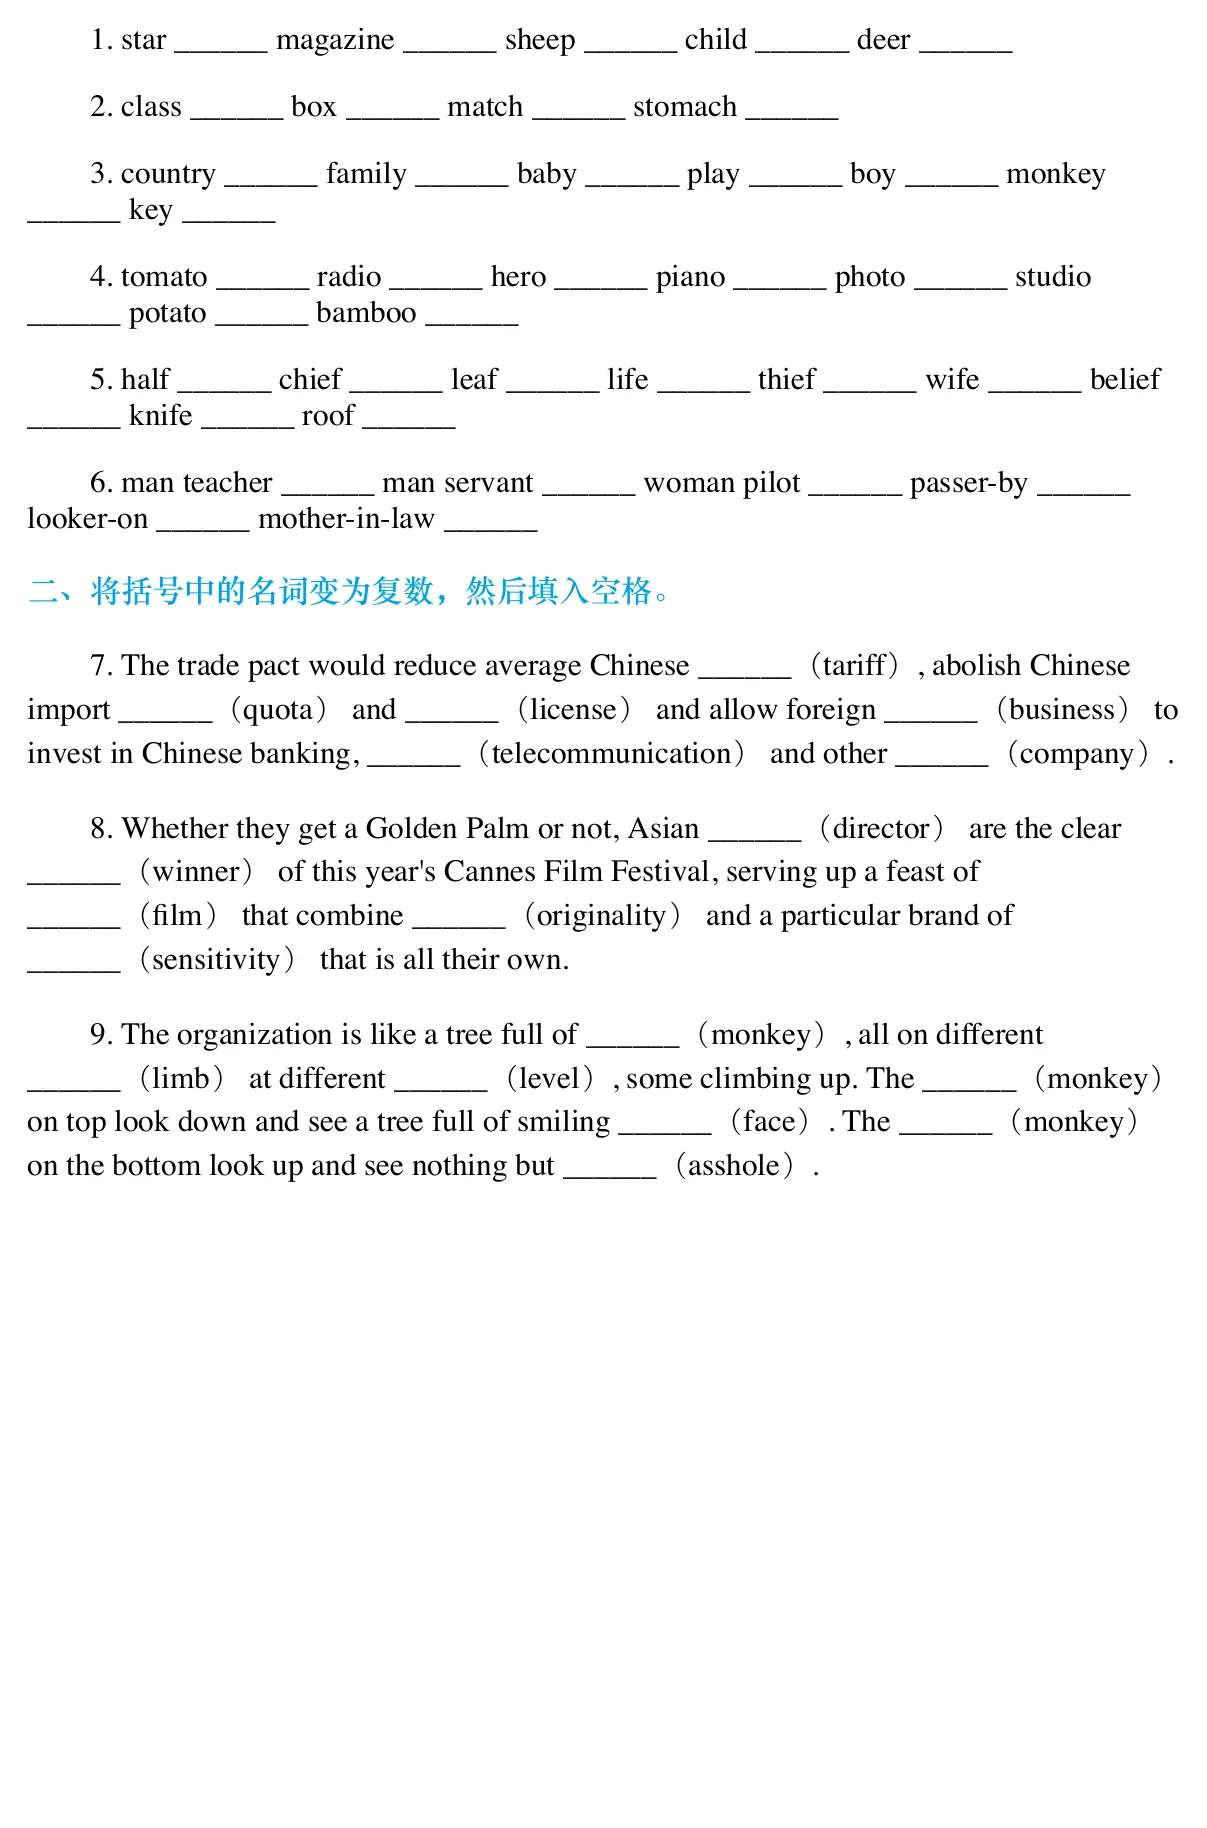 1. star ______ magazine ______ sheep ______ child ______ deer ______
2. class ______ box ______ match ______ stomach ______
3. country ______ family ______ baby ______ play ______ boy ______ monkey
______ key ______
4. tomato ______ radio ______ hero ______ piano ______ photo ______ studio
______ potato ______ bamboo ______
5. half ______ chief ______ leaf ______ life ______ thief ______ wife ______ belief
______ knife ______ roof ______
6. man teacher ______ man servant ______ woman pilot ______ passer-by ______
looker-on ______ mother-in-law ______
二、将括号中的名词变为复数，然后填入空格。
7. The trade pact would reduce average Chinese ______（tariff）, abolish Chinese
import ______（quota） and ______（license） and allow foreign ______（business） to
invest in Chinese banking, ______（telecommunication） and other ______（company）.
8. Whether they get a Golden Palm or not, Asian ______（director） are the clear
______（winner） of this year's Cannes Film Festival, serving up a feast of
______（film） that combine ______（originality） and a particular brand of
______（sensitivity） that is all their own.
9. The organization is like a tree full of ______（monkey）, all on different
______（limb） at different ______（level）, some climbing up. The ______（monkey）
on top look down and see a tree full of smiling ______（face）. The ______（monkey）
on the bottom look up and see nothing but ______（asshole）.